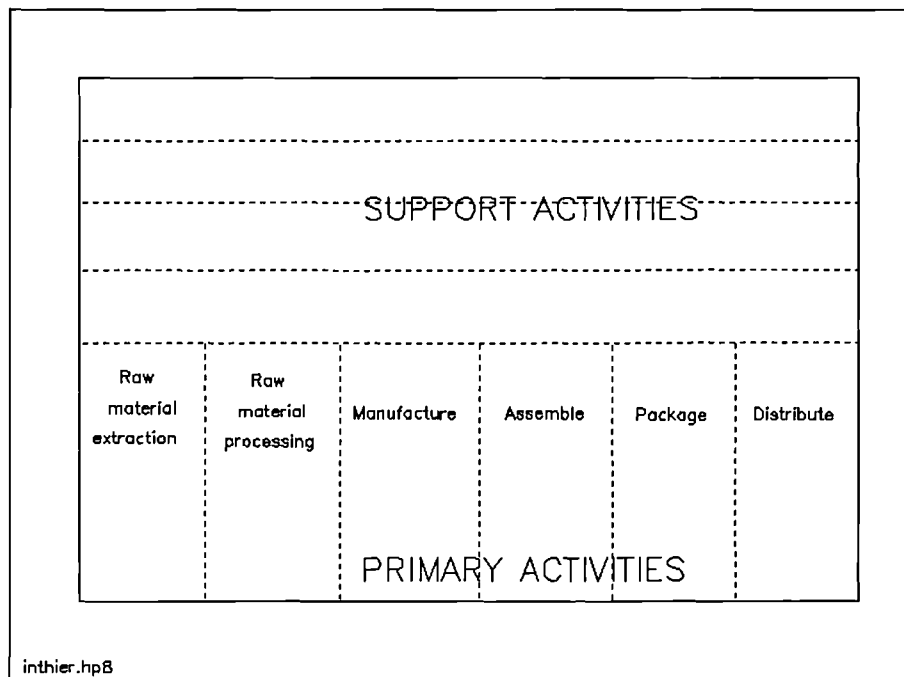 SUPPORT ACTIVITIES
Raw
material
extraction
Raw
material
processing
Manufacture
Assemble
Package
Distribute
PRIMARY ACTIVITIES
inthier.hp8